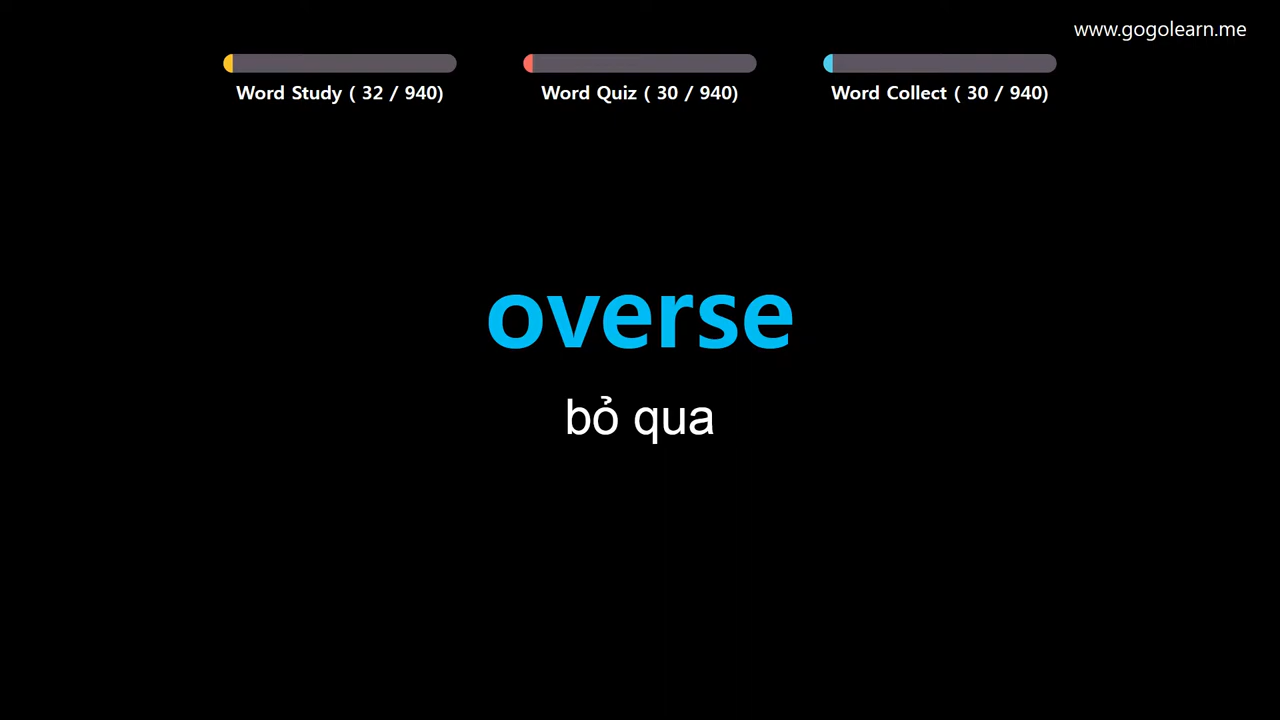 www.gogolearn.me
Word Study ( 32 / 940)
Word Quiz ( 30 / 940)
Word Collect ( 30 / 940)
overse
bỏ qua